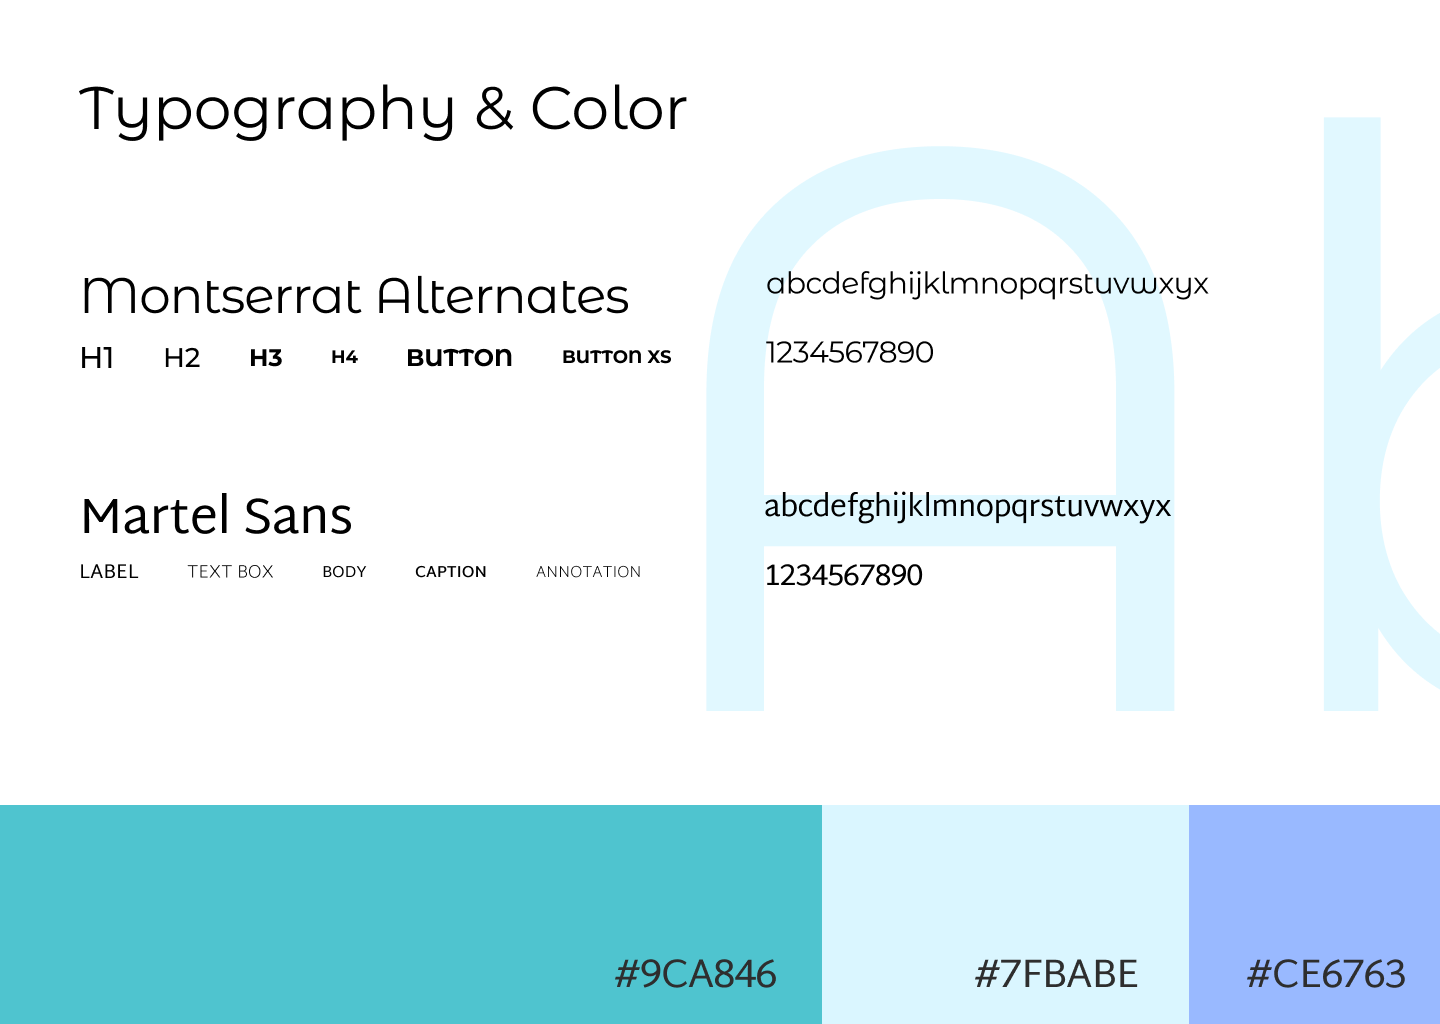 Typography & Color
Montserrat Alternates
H1 H2 H3 H4 BUTTON BUTTON XS
abcdefghijklmnopqrstuvwxyx
1234567890
Martel Sans
LABEL TEXT BOX BODY CAPTION ANNOTATION
abcdefghijklmnopqrstuvwxyx
1234567890
Ab
#9CA846 #7FBABE #CE6763